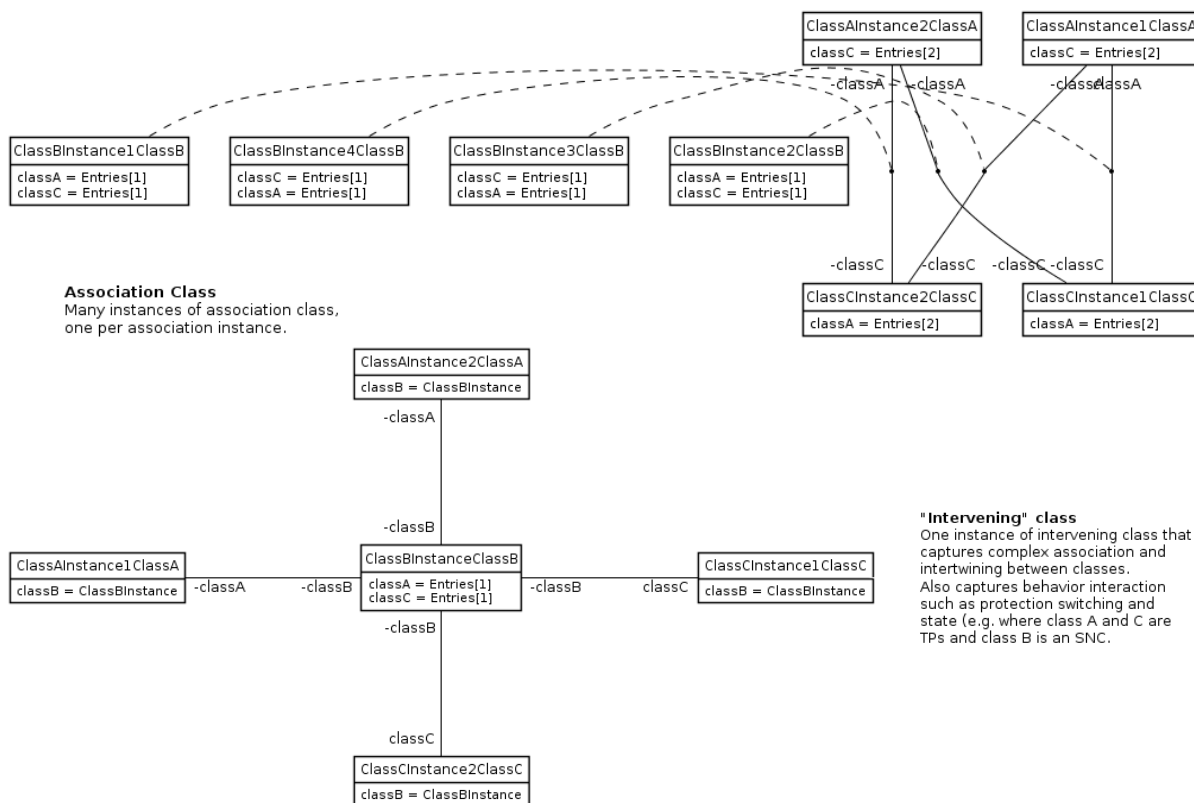 ClassAInstance2ClassA
classC = Entries[2]
ClassAInstance1ClassA
classC = Entries[2]
-classA
-classA
-classA
classA
ClassBInstance1ClassB
classA = Entries[1]
classC = Entries[1]
ClassBInstance4ClassB
classC = Entries[1]
classA = Entries[1]
ClassBInstance3ClassB
classC = Entries[1]
classA = Entries[1]
ClassBInstance2ClassB
classA = Entries[1]
classC = Entries[1]
-classC
-classC
-classC
-classC
ClassCInstance2ClassC
classA = Entries[2]
ClassCInstance1ClassC
classA = Entries[2]
Association Class
Many instances of association class,
one per association instance.
ClassAInstance2ClassA
classB = ClassBInstance
-classA
-classB
ClassAInstance1ClassA
classB = ClassBInstance
-classA
-classB
ClassBInstanceClassB
classA = Entries[1]
classC = Entries[1]
-classB
classC
ClassCInstance1ClassC
classB = ClassBInstance
-classB
classC
ClassCInstance2ClassC
classB = ClassBInstance
"Intervening" class
One instance of intervening class that
captures complex association and
intertwining between classes.
Also captures behavior interaction
such as protection switching and
state (e.g. where class A and C are
TPs and class B is an SNC.